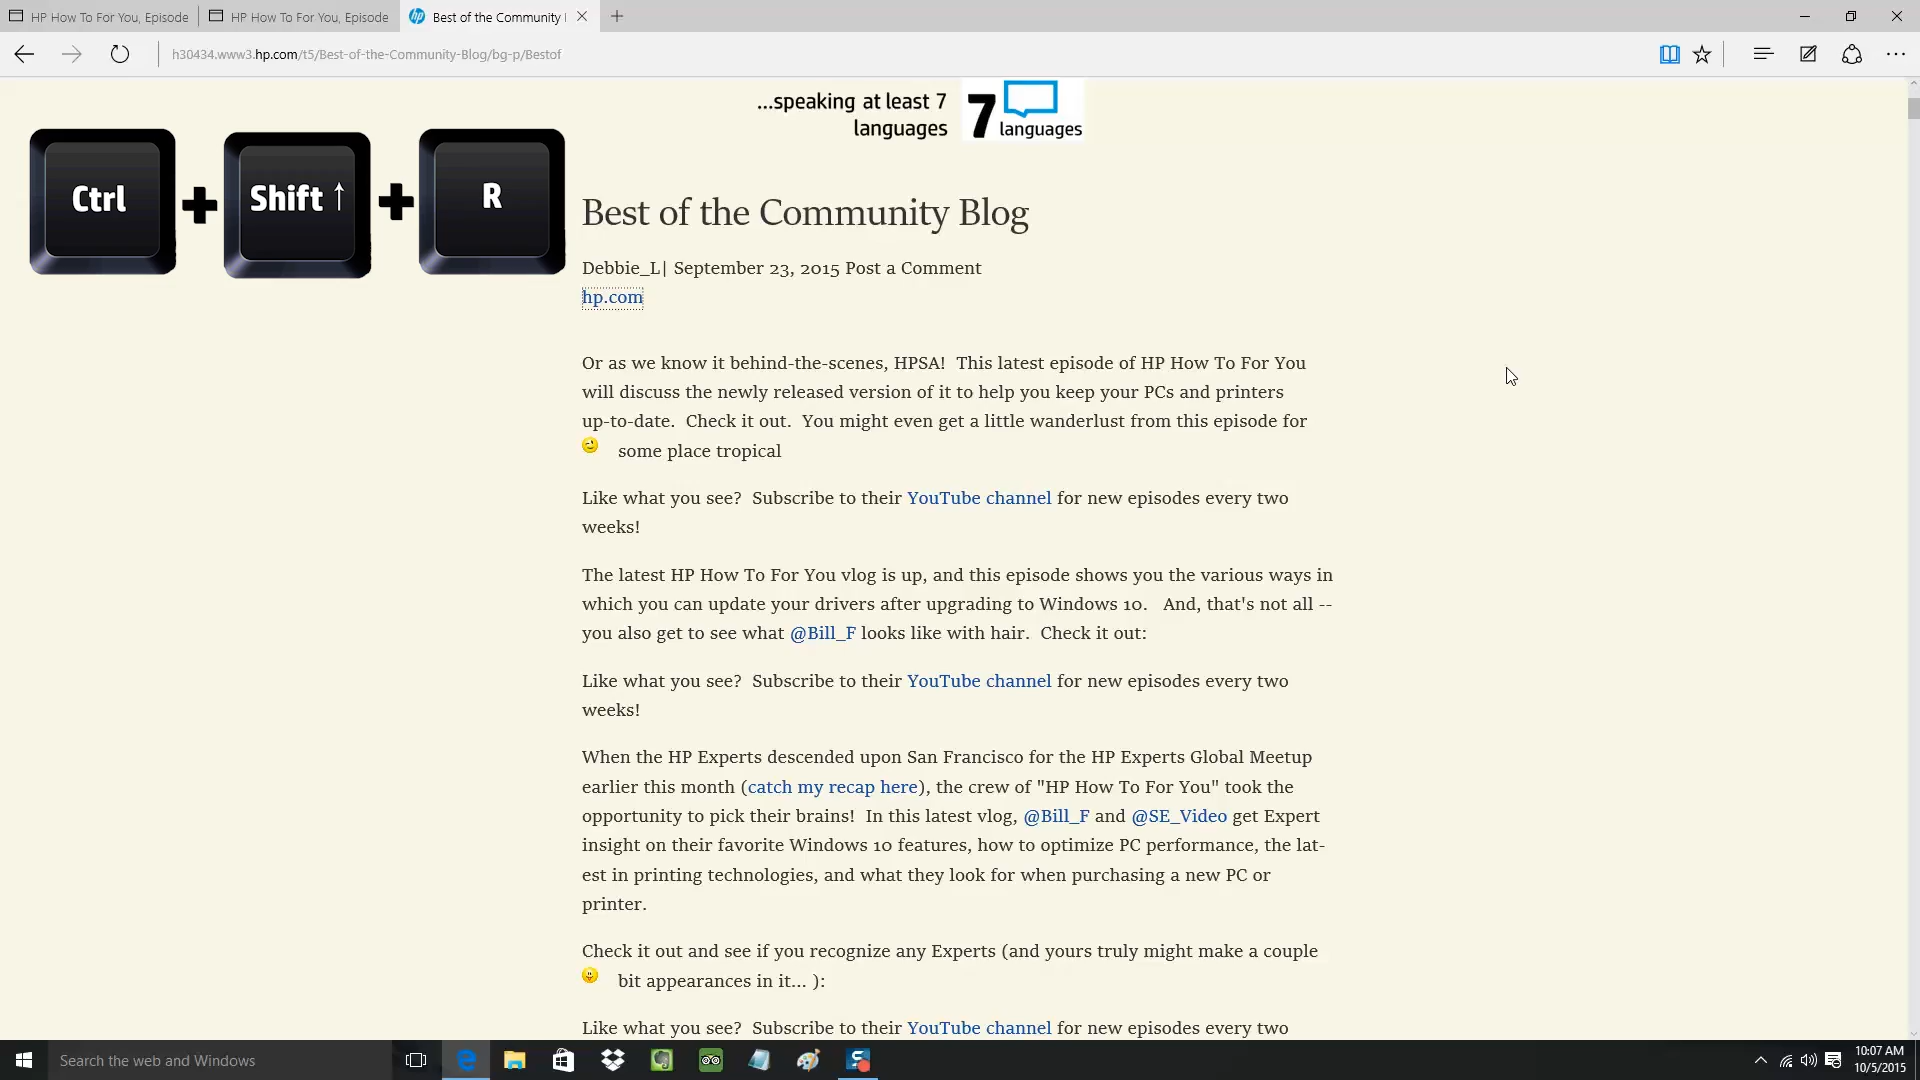 HP How To For You, Episode
HP How To For You, Episode
hp Best of the Community
h30434.www3.hp.com/t5/Best-of-the-Community-Blog/bg-p/Bestof
...speaking at least 7
languages
7 languages
Ctrl + Shift ↑ + R
Best of the Community Blog
Debbie_L| September 23, 2015 Post a Comment
hp.com
Or as we know it behind-the-scenes, HPSA!  This latest episode of HP How To For You
will discuss the newly released version of it to help you keep your PCs and printers
up-to-date.  Check it out.  You might even get a little wanderlust from this episode for
some place tropical
Like what you see?  Subscribe to their YouTube channel for new episodes every two
weeks!
The latest HP How To For You vlog is up, and this episode shows you the various ways in
which you can update your drivers after upgrading to Windows 10.   And, that's not all --
you also get to see what @Bill_F looks like with hair.  Check it out:
Like what you see?  Subscribe to their YouTube channel for new episodes every two
weeks!
When the HP Experts descended upon San Francisco for the HP Experts Global Meetup
earlier this month (catch my recap here), the crew of "HP How To For You" took the
opportunity to pick their brains!  In this latest vlog, @Bill_F and @SE_Video get Expert
insight on their favorite Windows 10 features, how to optimize PC performance, the lat-
est in printing technologies, and what they look for when purchasing a new PC or
printer.
Check it out and see if you recognize any Experts (and yours truly might make a couple
bit appearances in it... ):
Like what you see?  Subscribe to their YouTube channel for new episodes every two
Search the web and Windows
10:07 AM
10/5/2015